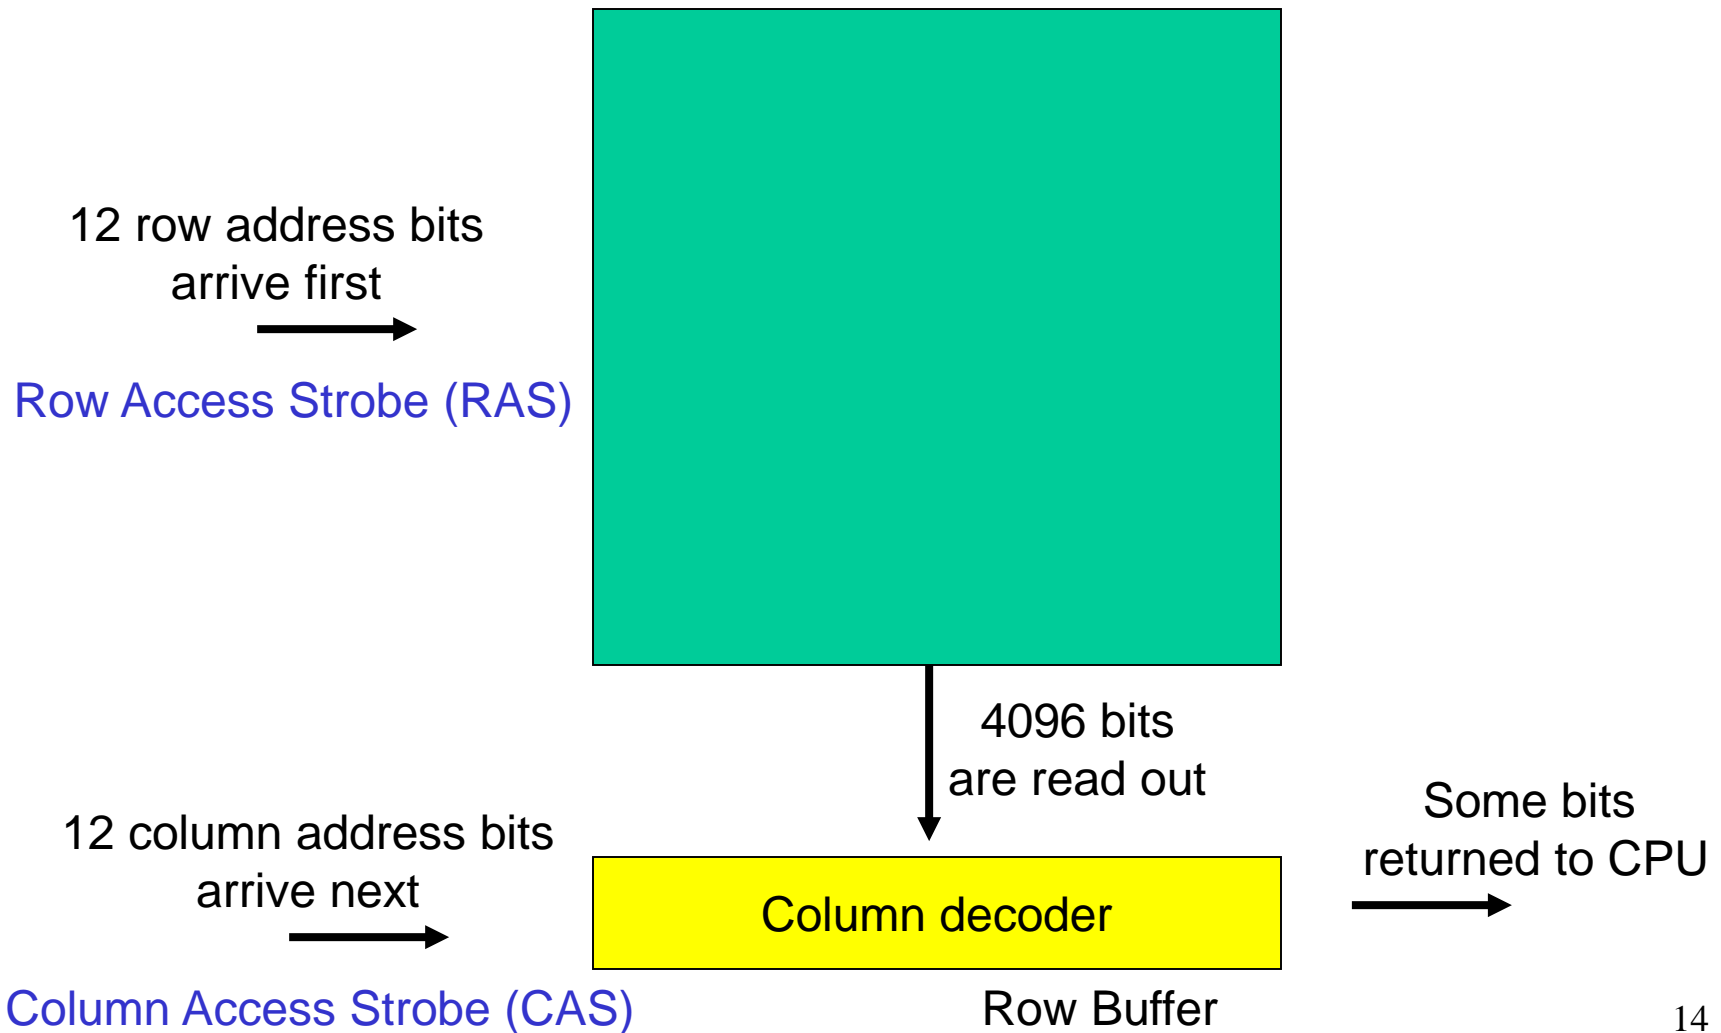 12 row address bits
arrive first
Row Access Strobe (RAS)
4096 bits
are read out
12 column address bits
arrive next
Column Access Strobe (CAS)
Column decoder
Row Buffer
Some bits
returned to CPU
14